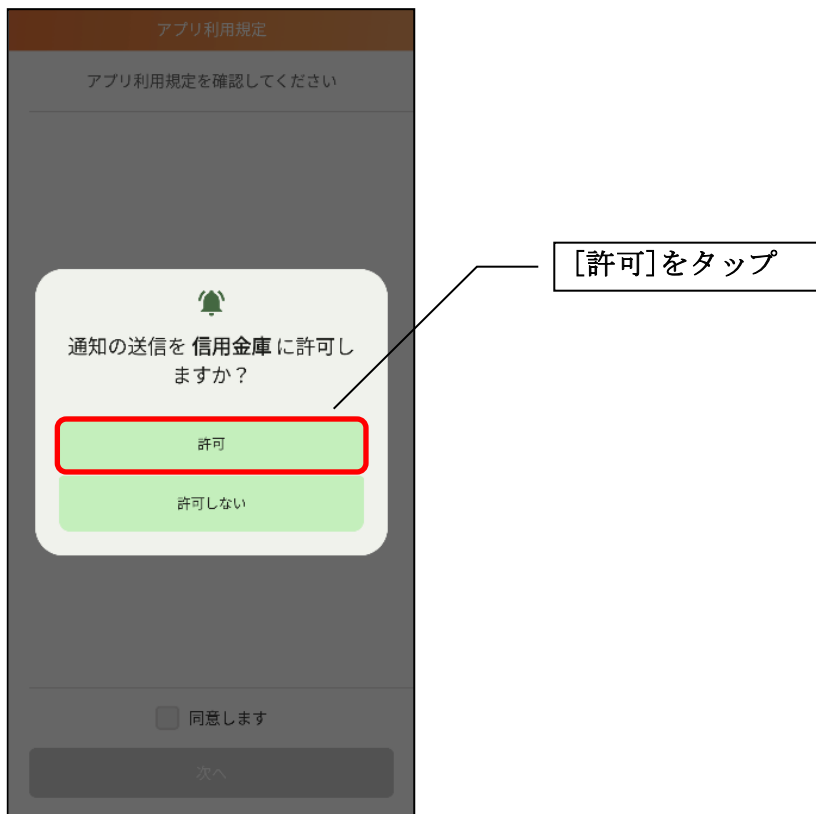 アプリ利用規定
アプリ利用規定を確認してください
[許可]をタップ
通知の送信を 信用金庫 に許可し
ますか？
許可
許可しない
同意します
次へ